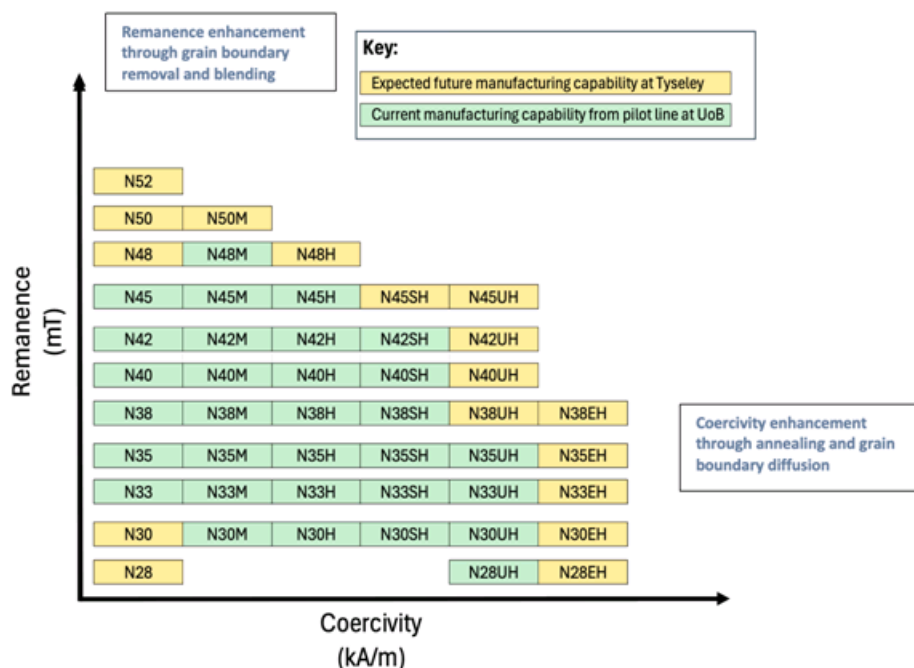 Remanence enhancement
through grain boundary
removal and blending
Key:
Expected future manufacturing capability at Tyseley
Current manufacturing capability from pilot line at UoB
N52
N50 N50M
N48 N48M N48H
N45 N45M N45H N45SH N45UH
N42 N42M N42H N42SH N42UH
N40 N40M N40H N40SH N40UH
N38 N38M N38H N38SH N38UH N38EH
N35 N35M N35H N35SH N35UH N35EH
N33 N33M N33H N33SH N33UH N33EH
N30 N30M N30H N30SH N30UH N30EH
N28 N28UH N28EH
Remanence
(mT)
Coercivity enhancement
through annealing and grain
boundary diffusion
Coercivity
(kA/m)